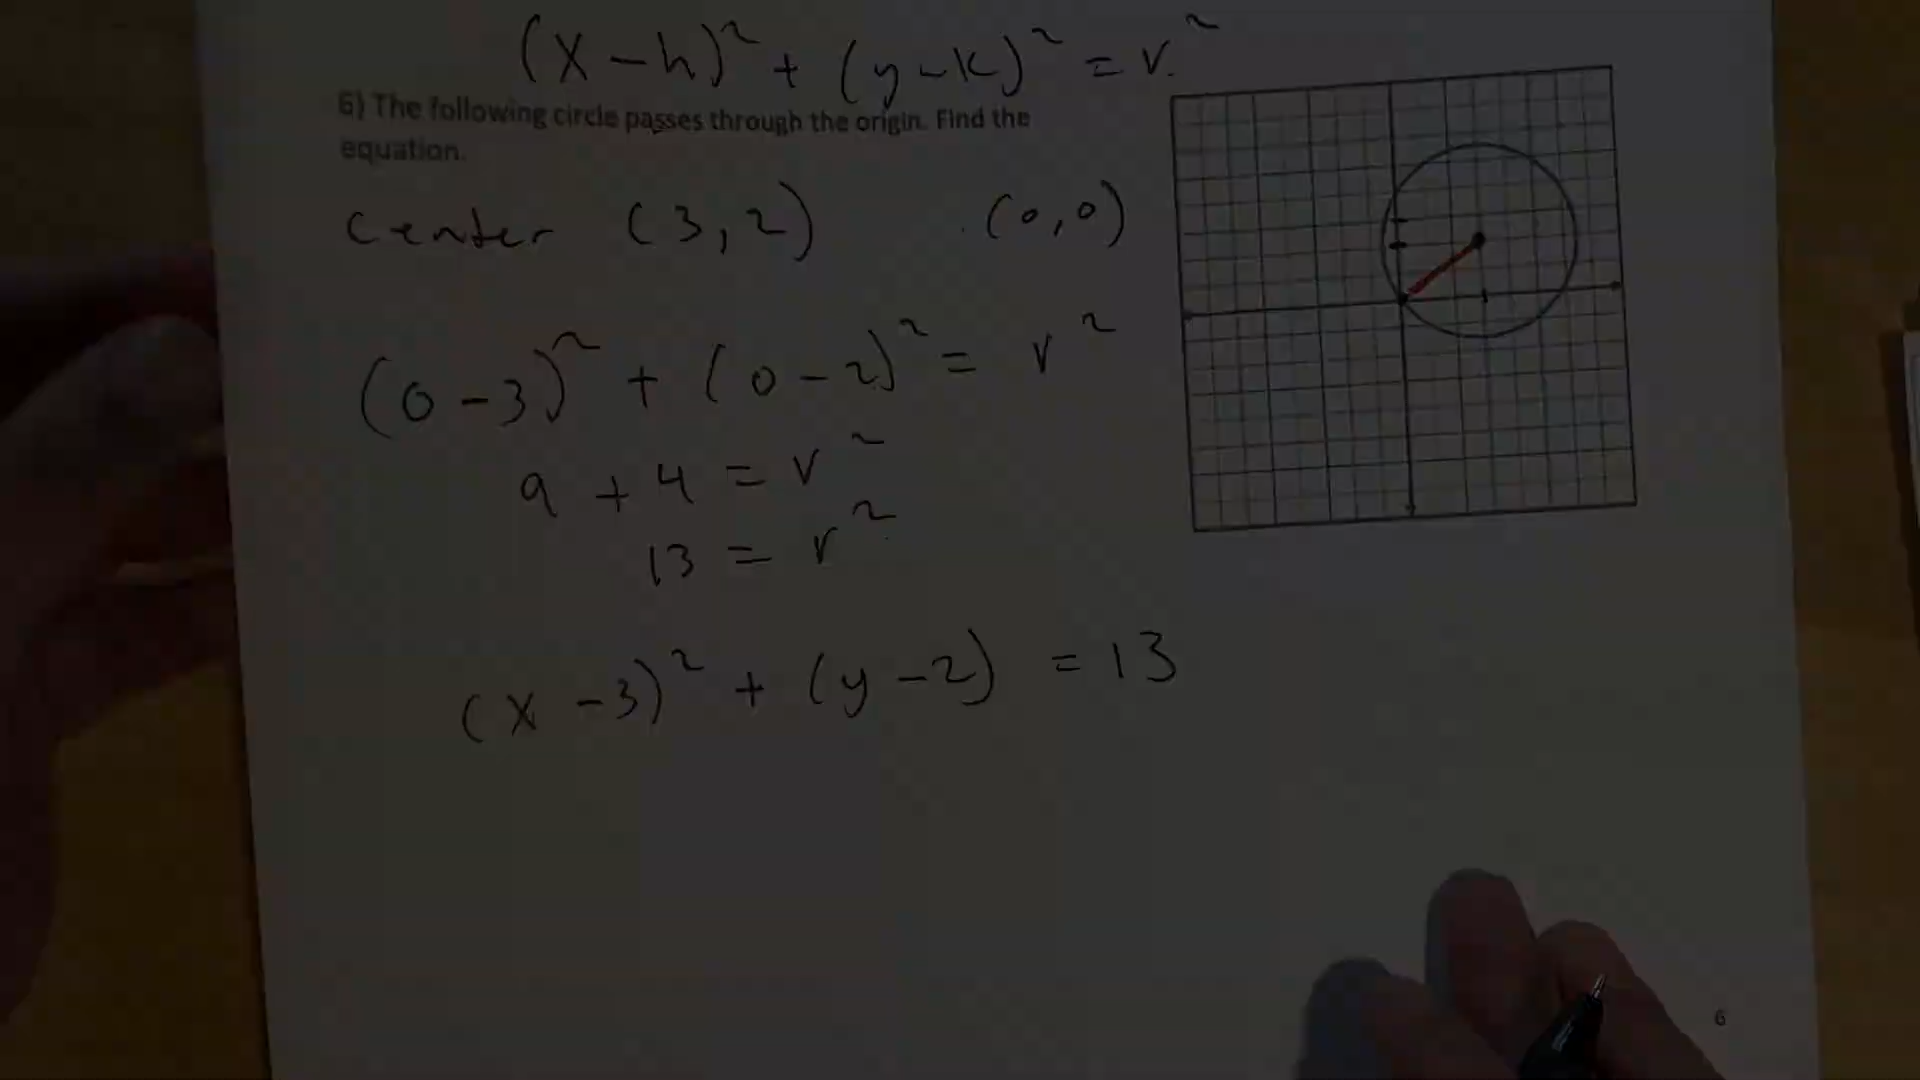 (x-h)² + (y-k)² = r²
6) The following circle passes through the origin. Find the
equation.
Center (3,2) (0,0)
(0-3)² + (0-2)² = r²
9 + 4 = r²
13 = r²
(x-3)² + (y-2) = 13
6